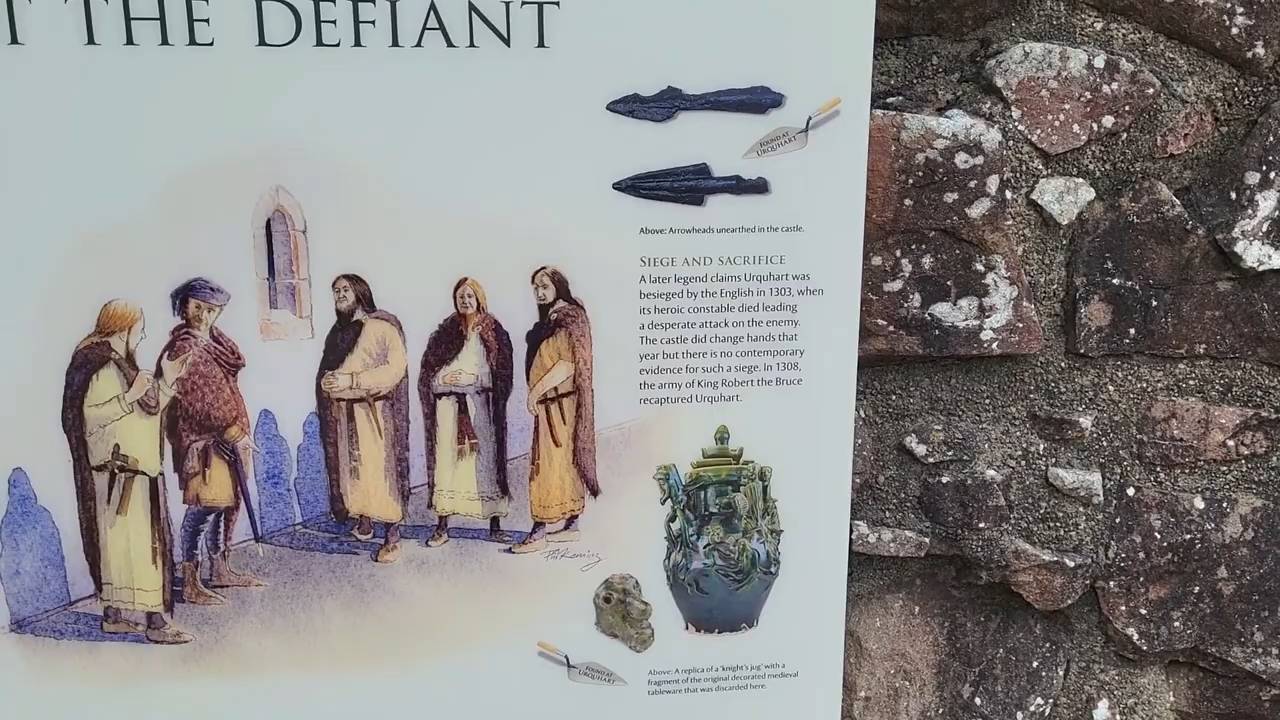 T THE DEFIANT
FOUND AT
URQUHART
Above: Arrowheads unearthed in the castle.
SIEGE AND SACRIFICE
A later legend claims Urquhart was
besieged by the English in 1303, when
its heroic constable died leading
a desperate attack on the enemy.
The castle did change hands that
year but there is no contemporary
evidence for such a siege. In 1308,
the army of King Robert the Bruce
recaptured Urquhart.
FOUND AT
URQUHART
Above: A replica of a 'knight's jug' with a
fragment of the original decorated medieval
tableware that was discarded here.